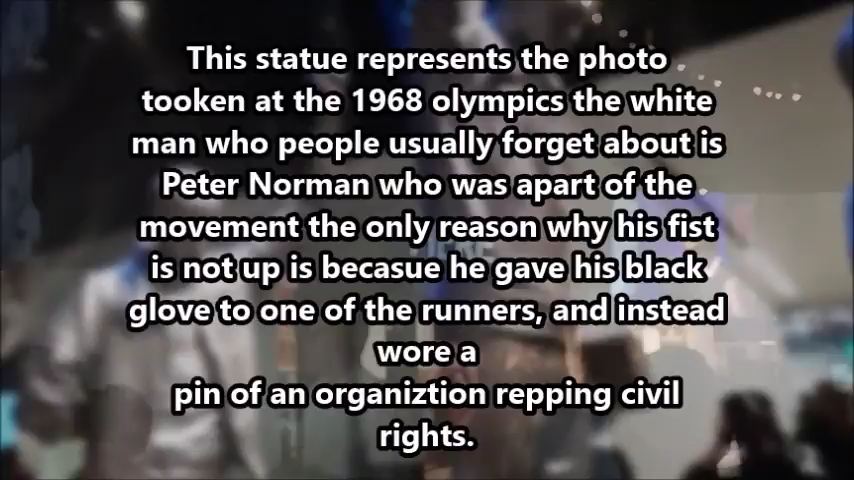 This statue represents the photo
tooken at the 1968 olympics the white
man who people usually forget about is
Peter Norman who was apart of the
movement the only reason why his fist
is not up is becasue he gave his black
glove to one of the runners, and instead
wore a
pin of an organiztion repping civil
rights.